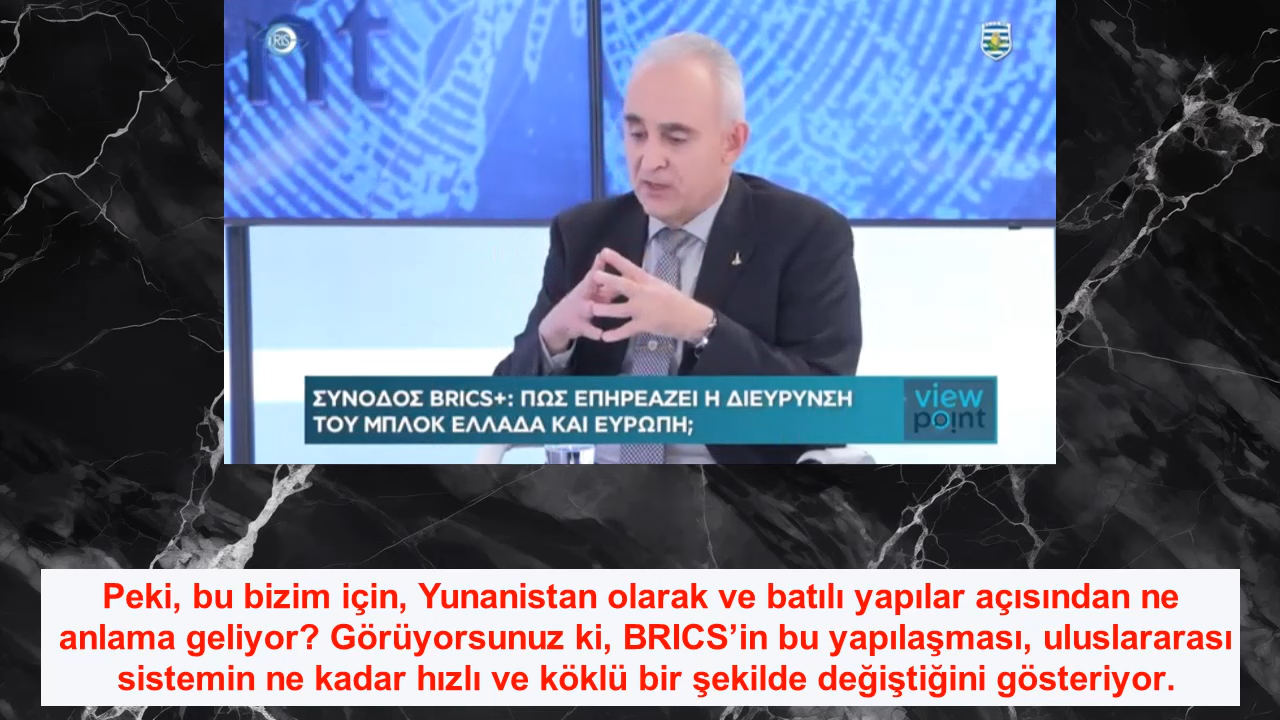 nt
RIS
ΣΥΝΟΔΟΣ BRICS+: ΠΩΣ ΕΠΗΡΕΑΖΕΙ Η ΔΙΕΥΡΥΝΣΗ
ΤΟΥ ΜΠΛΟΚ ΕΛΛΑΔΑ ΚΑΙ ΕΥΡΩΠΗ;
view
point
Peki, bu bizim için, Yunanistan olarak ve batılı yapılar açısından ne
anlama geliyor? Görüyorsunuz ki, BRICS’in bu yapılaşması, uluslararası
sistemin ne kadar hızlı ve köklü bir şekilde değiştiğini gösteriyor.